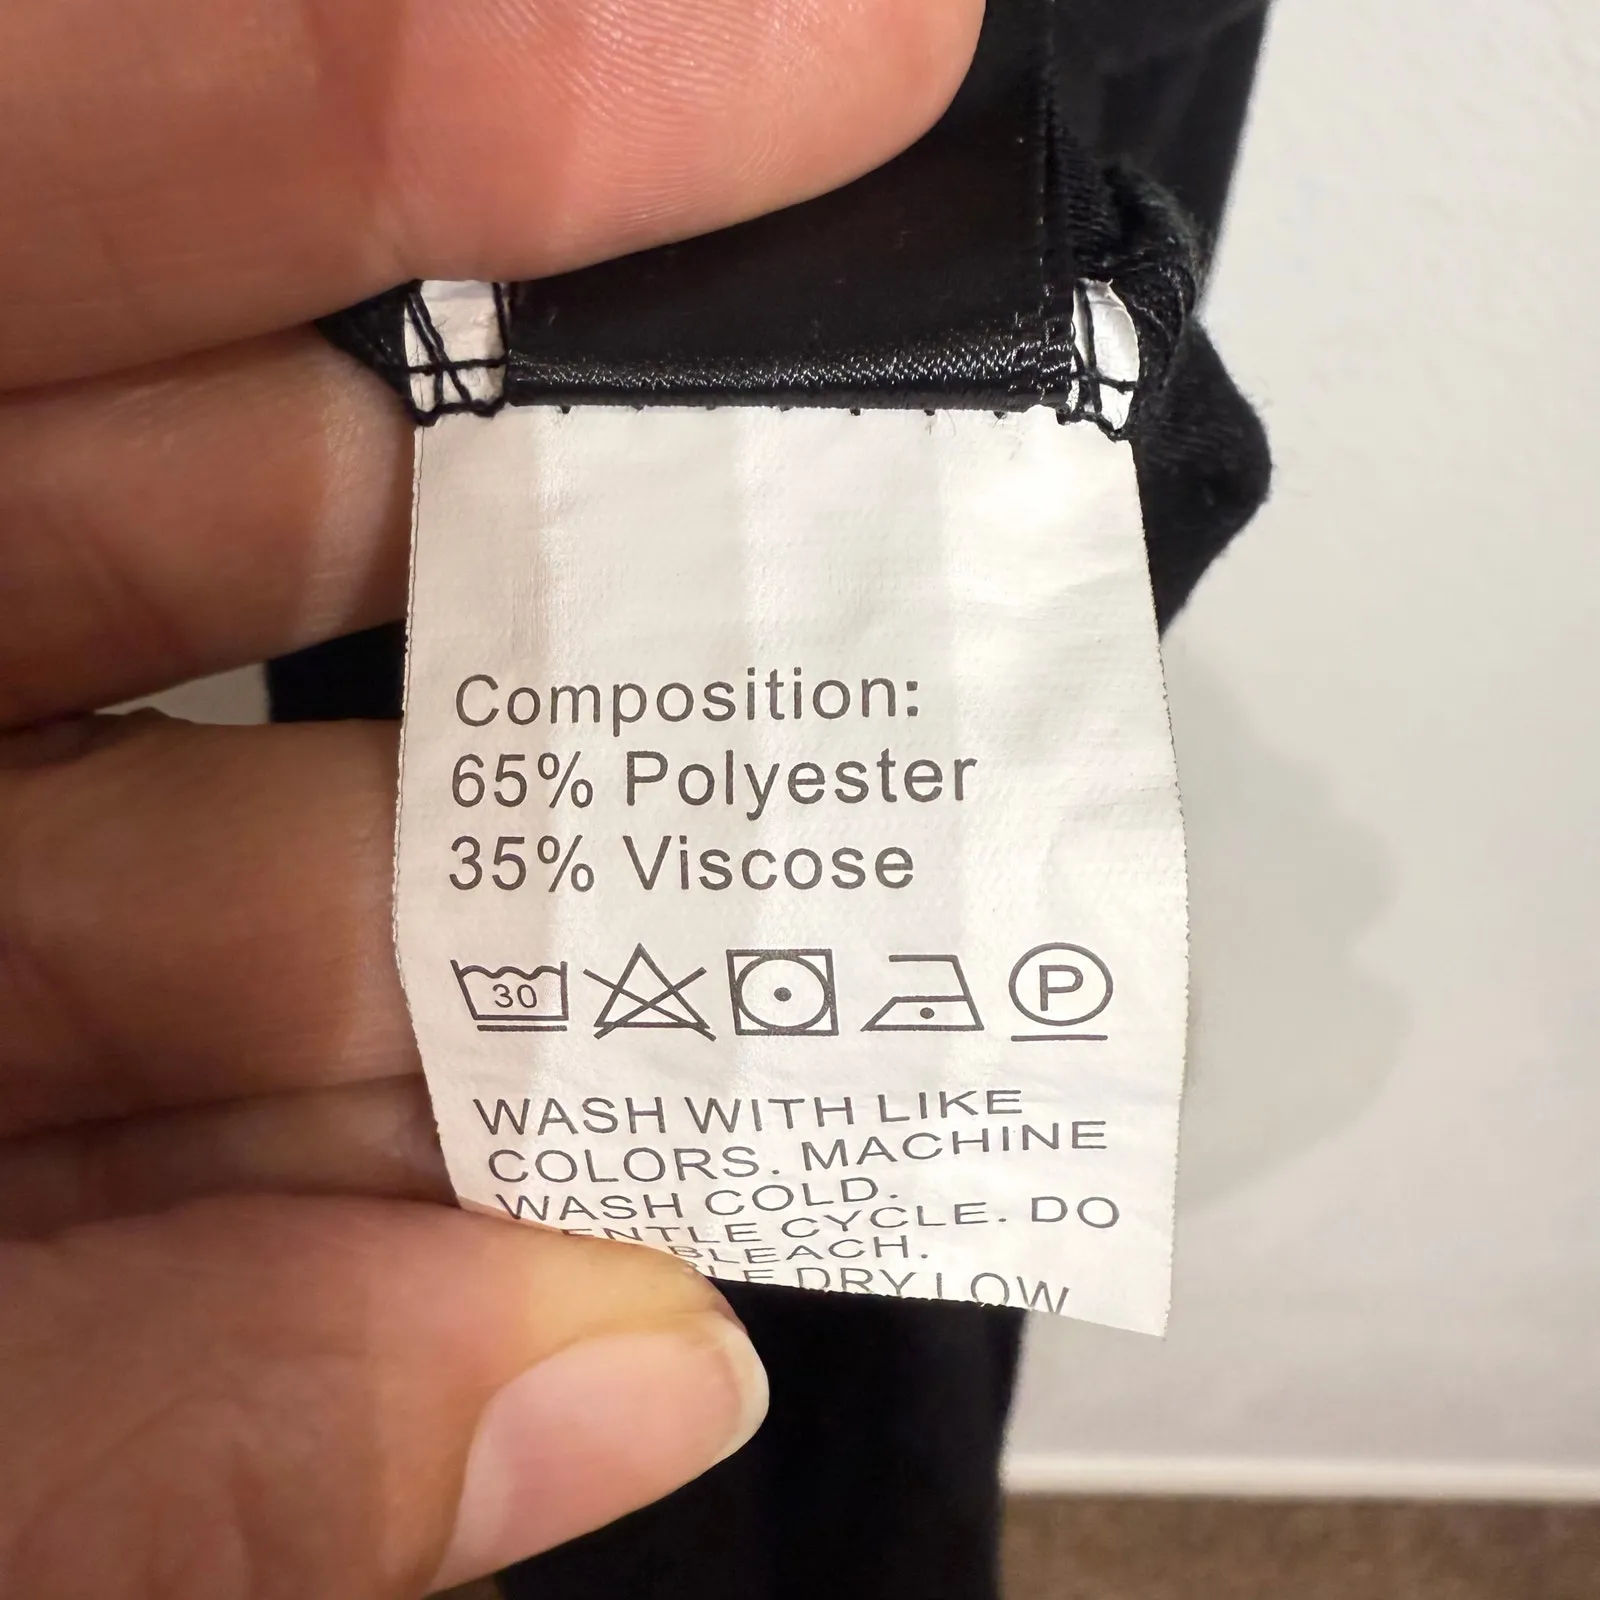 Composition:
65% Polyester
35% Viscose
30 P
WASH WITH LIKE
COLORS. MACHINE
WASH COLD.
CYCLE. DO
BLEACH.
DRY LOW